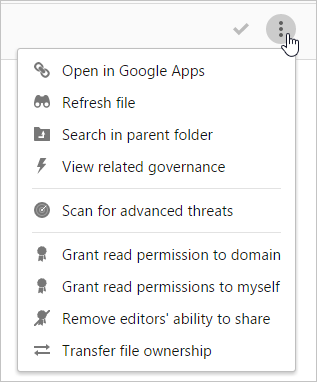 Open in Google Apps
Refresh file
Search in parent folder
View related governance
Scan for advanced threats
Grant read permission to domain
Grant read permissions to myself
Remove editors' ability to share
Transfer file ownership